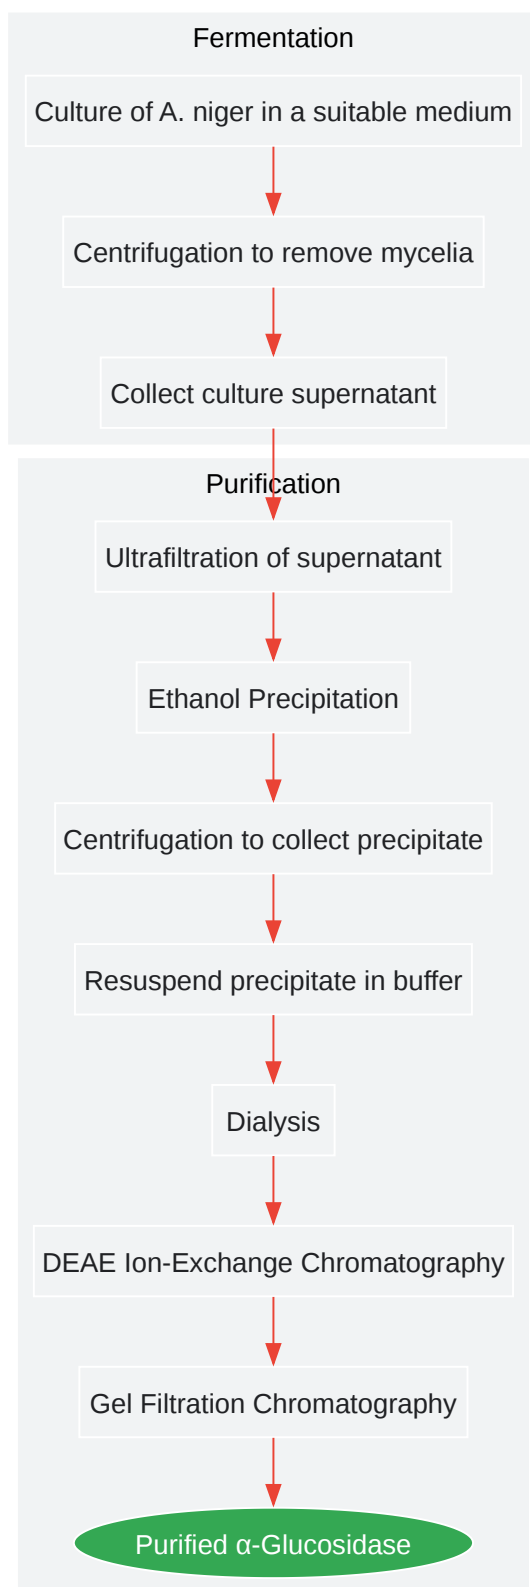 Fermentation
Culture of A. niger in a suitable medium
Centrifugation to remove mycelia
Collect culture supernatant
Purification
Ultrafiltration of supernatant
Ethanol Precipitation
Centrifugation to collect precipitate
Resuspend precipitate in buffer
Dialysis
DEAE Ion-Exchange Chromatography
Gel Filtration Chromatography
Purified α-Glucosidase